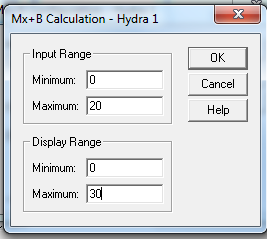 Mx+B Calculation - Hydra 1
Input Range
Minimum: 0
Maximum: 20
OK
Cancel
Help
Display Range
Minimum: 0
Maximum: 30